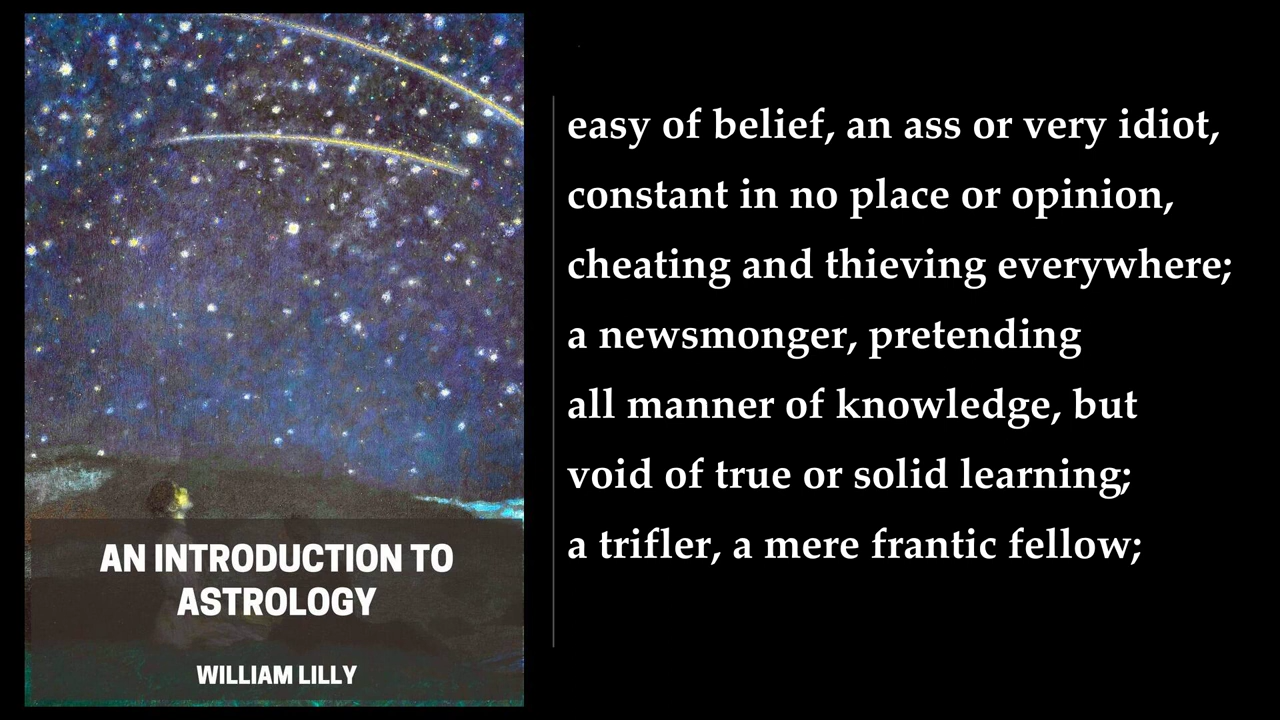 AN INTRODUCTION TO
ASTROLOGY
WILLIAM LILLY
easy of belief, an ass or very idiot,
constant in no place or opinion,
cheating and thieving everywhere;
a newsmonger, pretending
all manner of knowledge, but
void of true or solid learning;
a trifler, a mere frantic fellow;